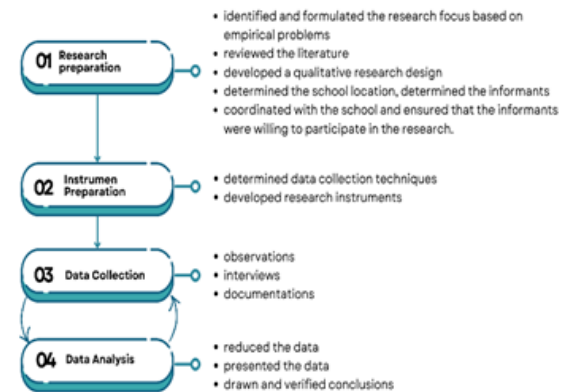 01 Research preparation
• identified and formulated the research focus based on
empirical problems
• reviewed the literature
• developed a qualitative research design
• determined the school location, determined the informants
• coordinated with the school and ensured that the informants
were willing to participate in the research.
02 Instrumen
Preparation
• determined data collection techniques
• developed research instruments
03 Data Collection
• observations
• interviews
• documentations
04 Data Analysis
• reduced the data
• presented the data
• drawn and verified conclusions